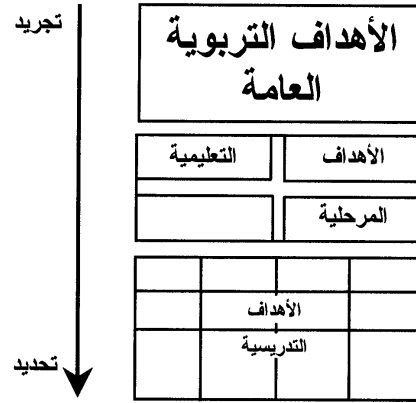 تجريد
الأهداف التربوية
العامة
الأهداف التعليمية
المرحلية
الأهداف
التدريسية
تحديد